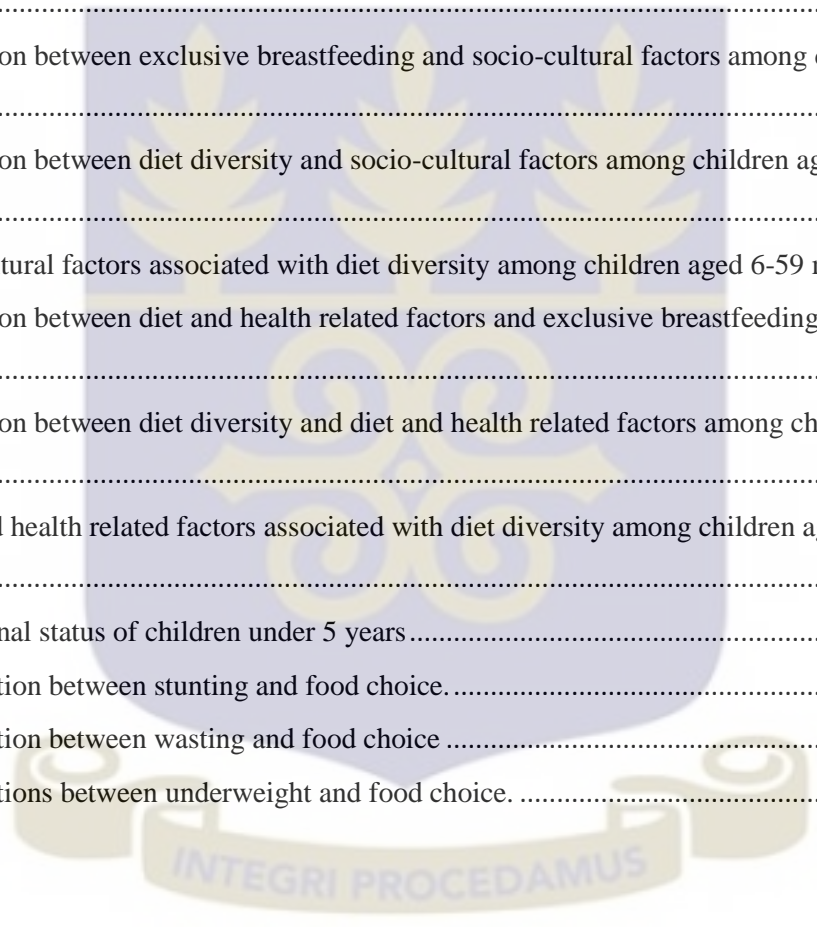 ....................................................................................................
on between exclusive breastfeeding and socio-cultural factors among
....................................................................................................
on between diet diversity and socio-cultural factors among children
....................................................................................................
tural factors associated with diet diversity among children aged 6-59
on between diet and health related factors and exclusive breastfeeding
....................................................................................................
on between diet diversity and diet and health related factors among
....................................................................................................
health related factors associated with diet diversity among children
....................................................................................................
nal status of children under 5 years....................................................
tion between stunting and food choice..............................................
tion between wasting and food choice ..............................................
tions between underweight and food choice. .....................................
INTEGRI PROCEDAMUS